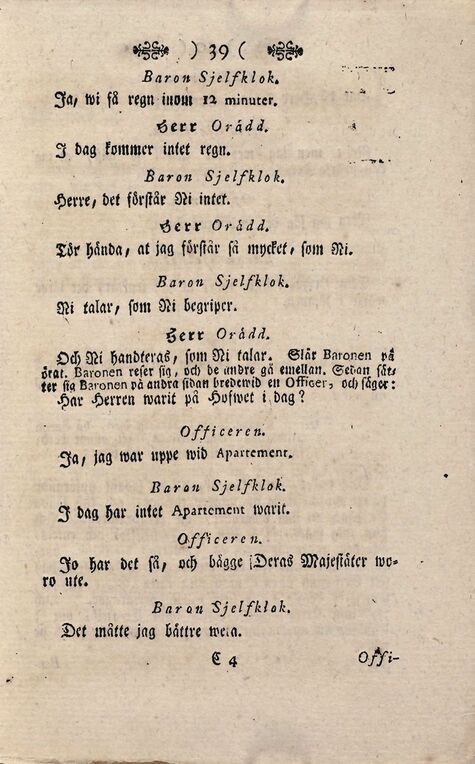 ) 39 (
Baron Sjelfklok.
Ja, wi få regn inom 12 minuter.
Herr Orädd.
I dag kommer intet regn.
Baron Sjelfklok.
Herre, det förstår Ni intet.
Herr Orädd.
Tör hända, at jag förstår så mycket, som Ni.
Baron Sjelfklok.
Ni talar, som Ni begriper.
Herr Orädd.
Och Ni handteras, som Ni talar. Slår Baronen på
örat. Baronen reser sig, och de andre gå emellan. Sedan sät-
ter sig Baronen på andra sidan bredewid en Officer, och säger:
Har Herren warit på Hofwet i dag?
Officeren.
Ja, jag war uppe wid Apartement.
Baron Sjelfklok.
I dag har intet Apartement warit.
Officeren.
Jo har det så, och bägge Deras Majestäter wo-
ro ute.
Baron Sjelfklok.
Det måtte jag bättre weta.
C 4
Offi-